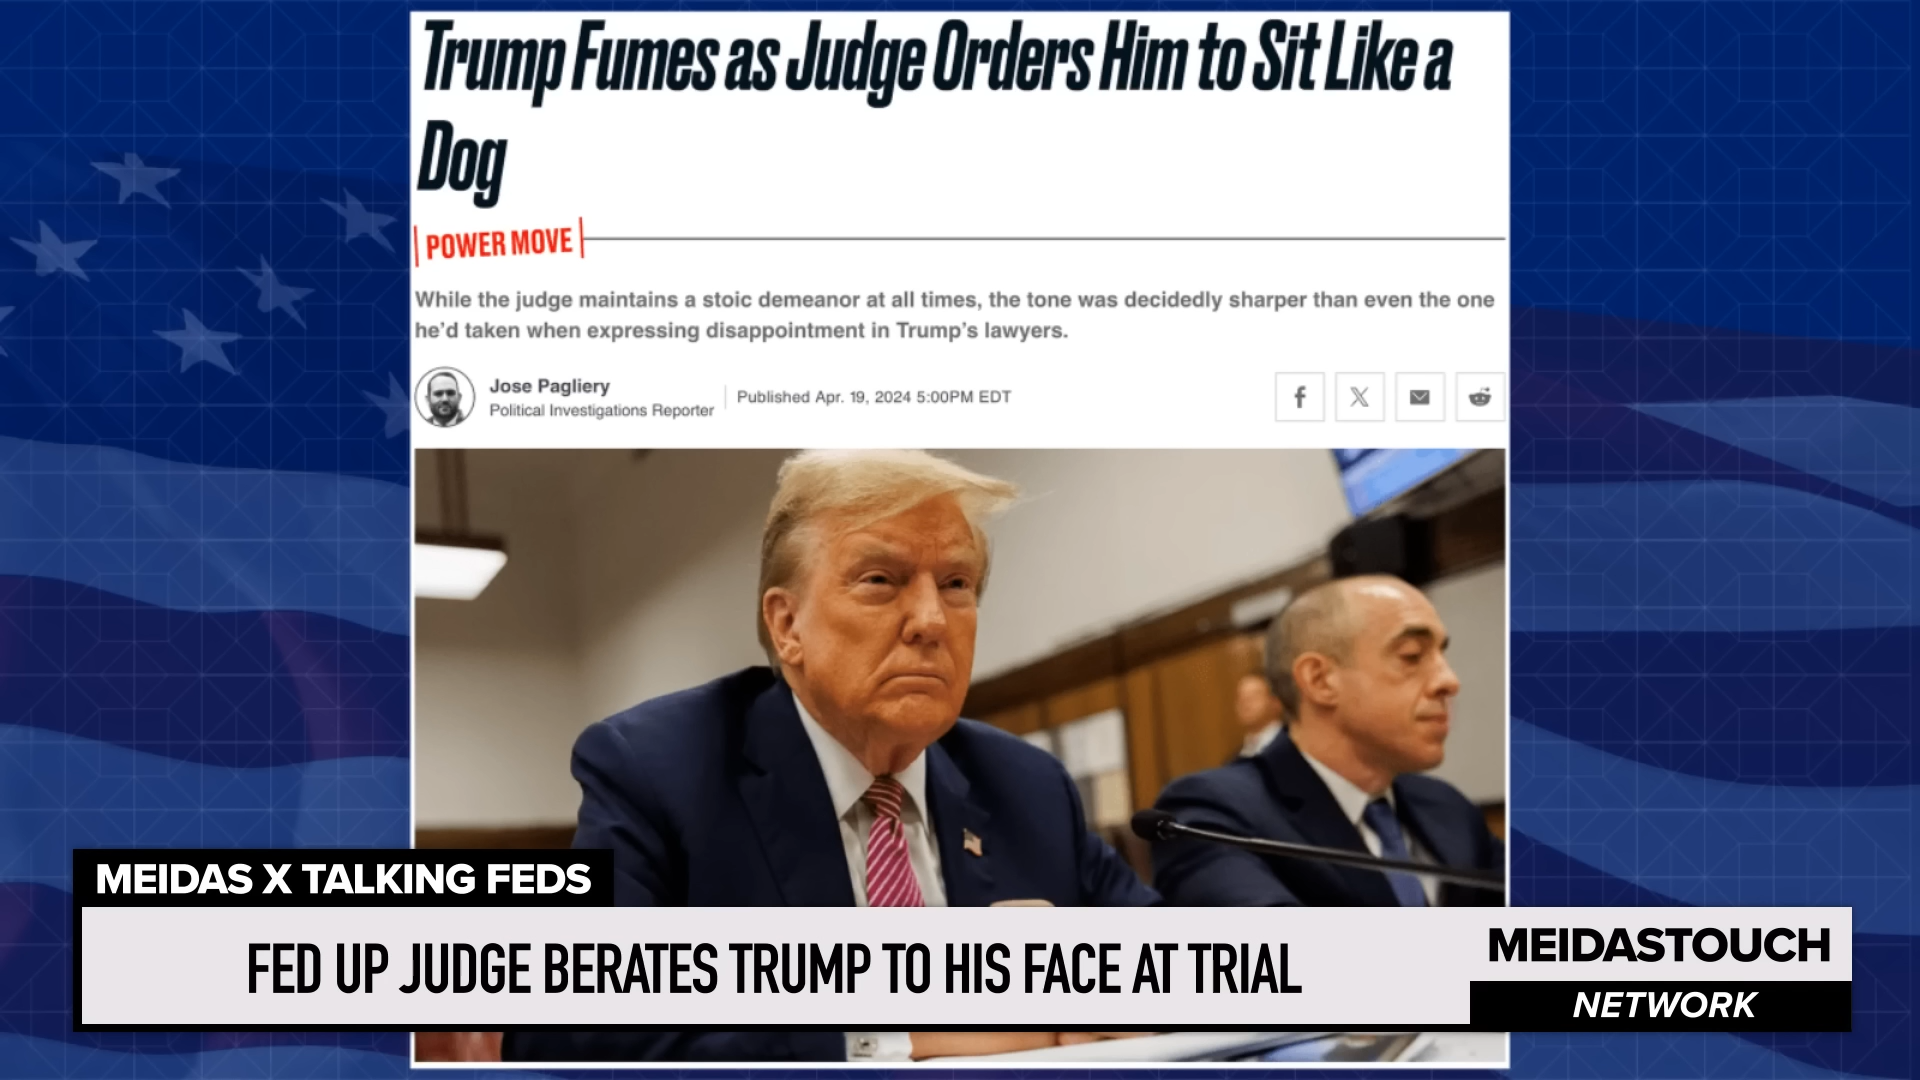 Trump Fumes as Judge Orders Him to Sit Like a
Dog
POWER MOVE
While the judge maintains a stoic demeanor at all times, the tone was decidedly sharper than even the one
he’d taken when expressing disappointment in Trump’s lawyers.
Jose Pagliery
Political Investigations Reporter
Published Apr. 19, 2024 5:00PM EDT
MEIDAS X TALKING FEDS
FED UP JUDGE BERATES TRUMP TO HIS FACE AT TRIAL
MEIDASTOUCH
NETWORK